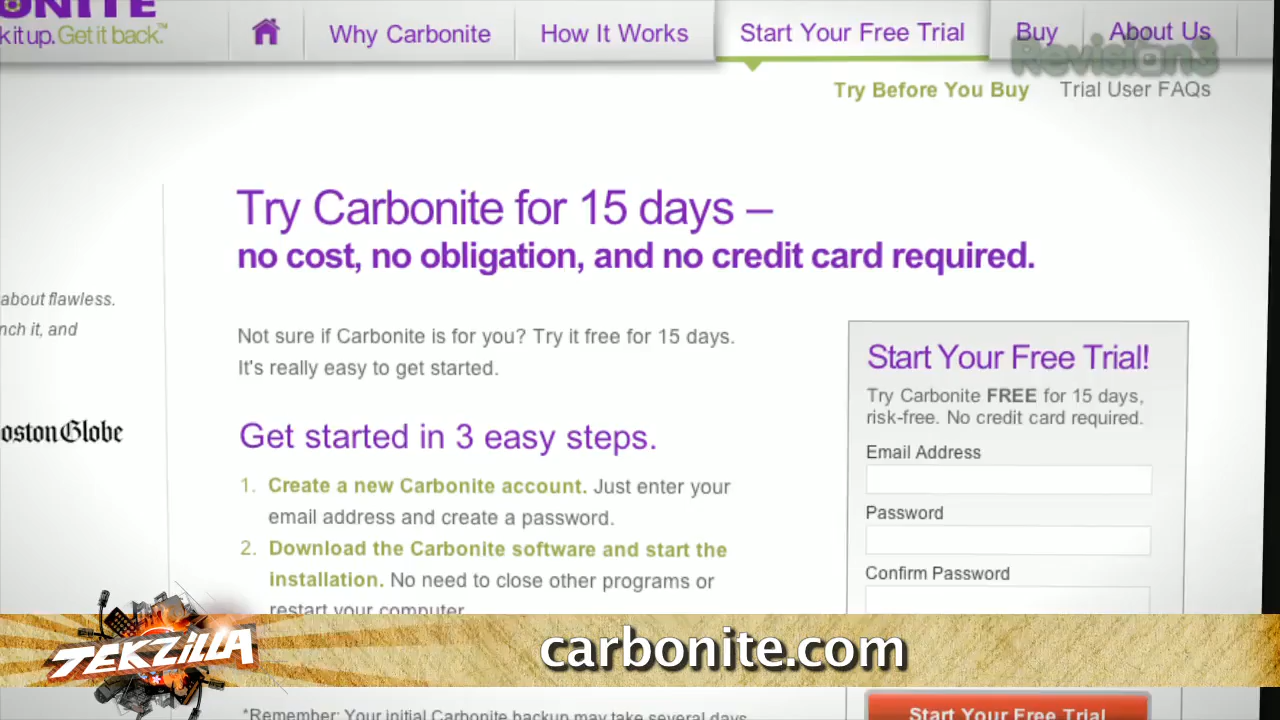 ONITE
k it up. Get it back.™
Why Carbonite
How It Works
Start Your Free Trial
Buy
About Us
Revision3
Try Before You Buy
Trial User FAQs
Try Carbonite for 15 days –
no cost, no obligation, and no credit card required.
about flawless.
nch it, and
oston Globe
Not sure if Carbonite is for you? Try it free for 15 days.
It's really easy to get started.
Get started in 3 easy steps.
1. Create a new Carbonite account. Just enter your
email address and create a password.
2. Download the Carbonite software and start the
installation. No need to close other programs or
restart your computer
*Remember: Your initial Carbonite backup may take several days
Start Your Free Trial!
Try Carbonite FREE for 15 days,
risk-free. No credit card required.
Email Address
Password
Confirm Password
Start Your Free Trial
TEKZILLA
carbonite.com